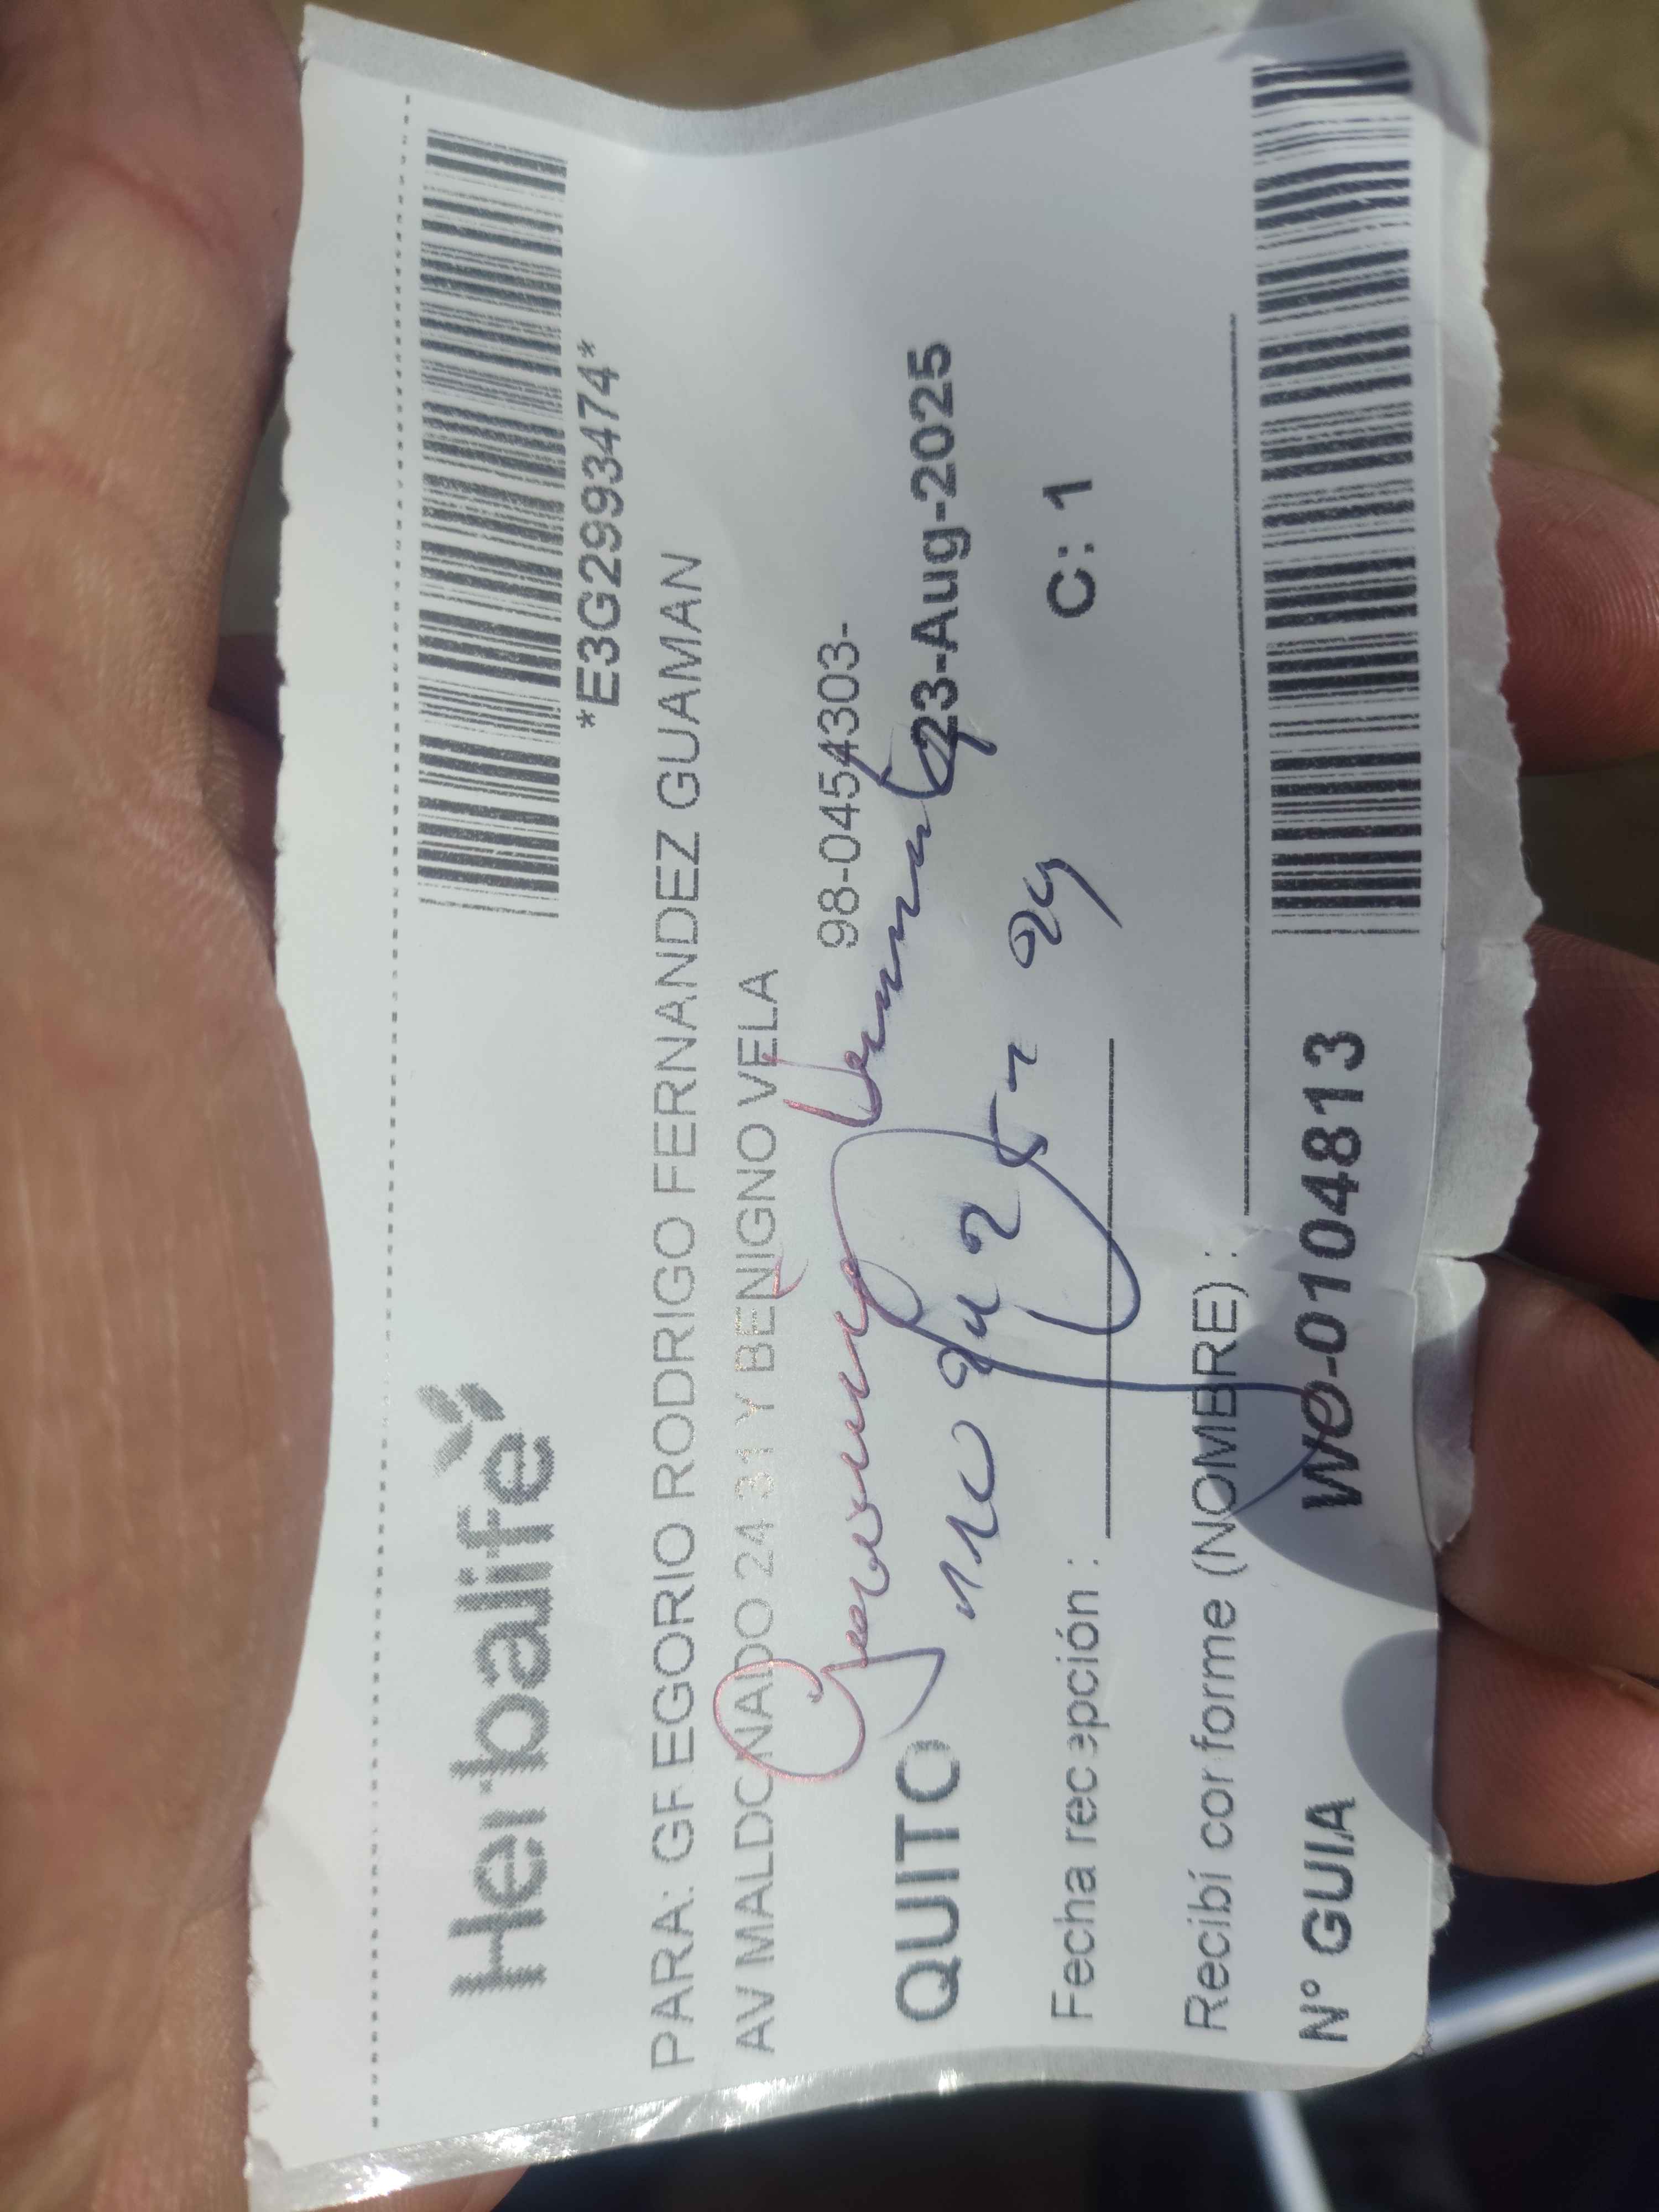 Herbalife
*E3G2993474*
PARA: GREGORIO RODRIGO FERNANDEZ GUAMAN
AV MALDONADO 24 31 Y BENIGNO VELA
98-0454303-
QUITO 23-Aug-2025
Fecha recepción : C: 1
Recibí conforme (NOMBRE) :
N° GUIA We-0104813